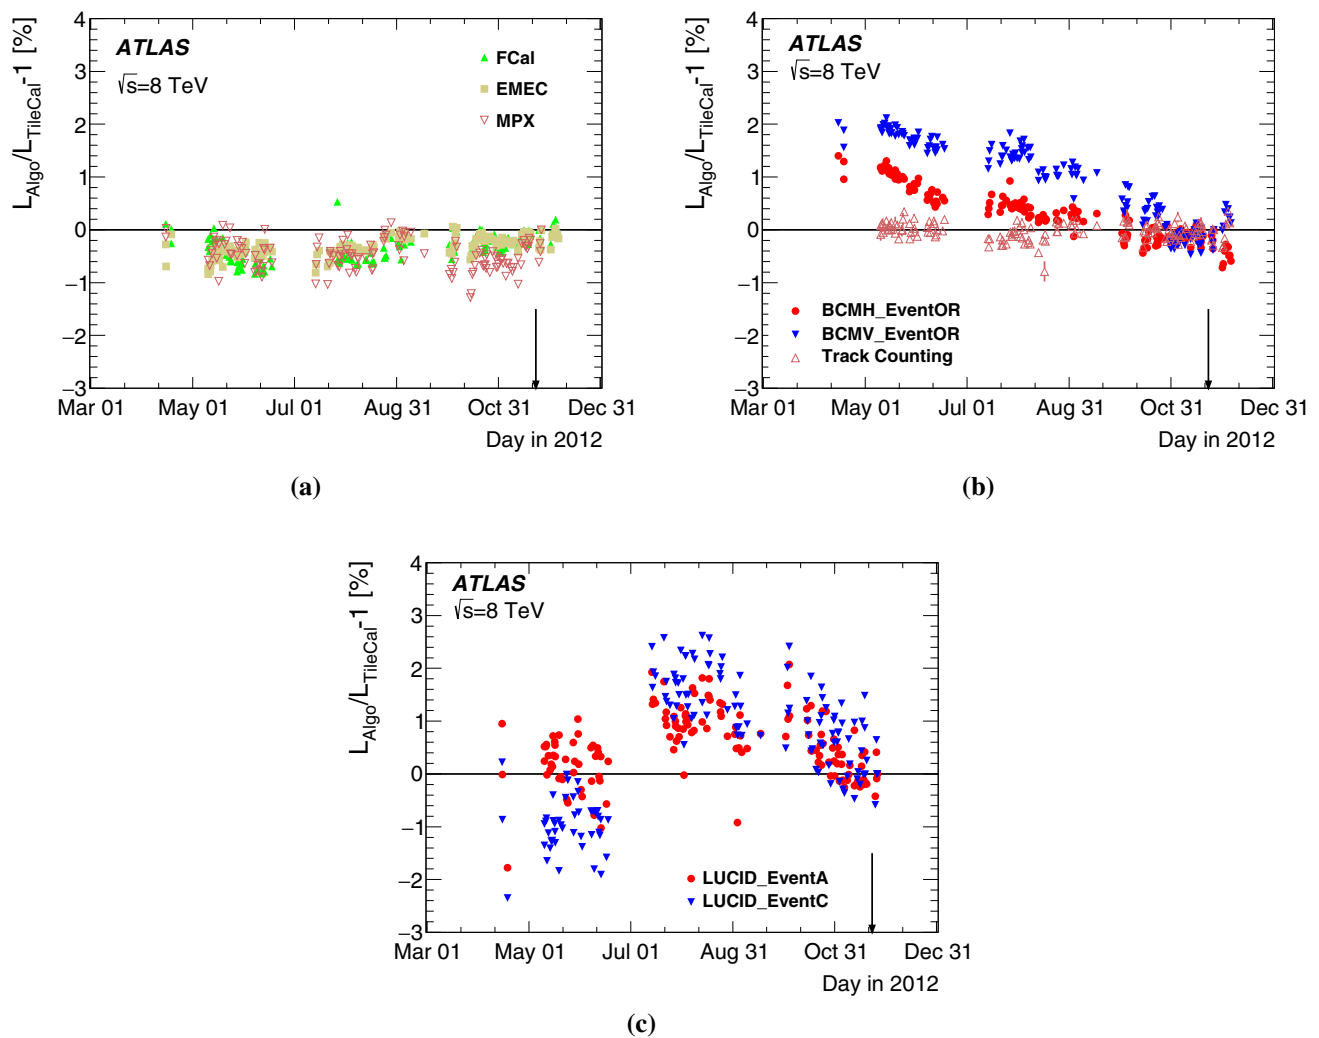 L_Algo/L_TileCal-1 [%]
ATLAS
√s=8 TeV
FCal
EMEC
MPX
4
3
2
1
0
−1
−2
−3
Mar 01 May 01 Jul 01 Aug 31 Oct 31 Dec 31
Day in 2012
(a)
L_Algo/L_TileCal-1 [%]
ATLAS
√s=8 TeV
4
3
2
1
0
−1
−2
−3
BCMH_EventOR
BCMV_EventOR
Track Counting
Mar 01 May 01 Jul 01 Aug 31 Oct 31 Dec 31
Day in 2012
(b)
L_Algo/L_TileCal-1 [%]
ATLAS
√s=8 TeV
4
3
2
1
0
−1
−2
−3
LUCID_EventA
LUCID_EventC
Mar 01 May 01 Jul 01 Aug 31 Oct 31 Dec 31
Day in 2012
(c)